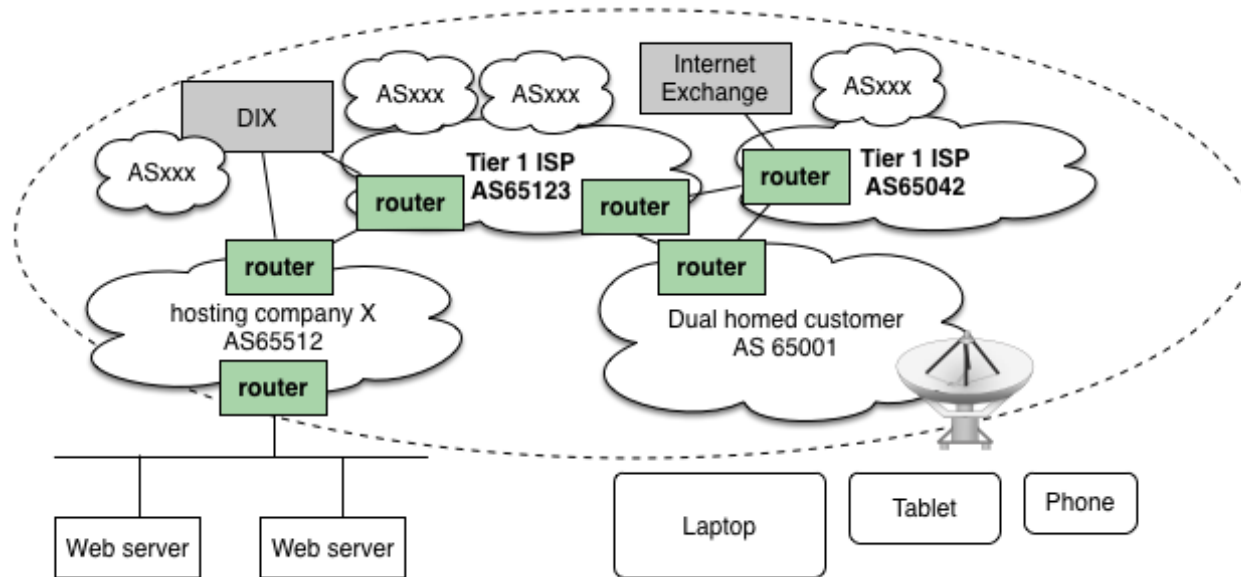 DIX
ASxxx
ASxxx
ASxxx
Internet
Exchange
ASxxx
Tier 1 ISP
AS65123
router
router
Tier 1 ISP
AS65042
router
router
hosting company X
AS65512
router
router
Dual homed customer
AS 65001
Web server
Web server
Laptop
Tablet
Phone